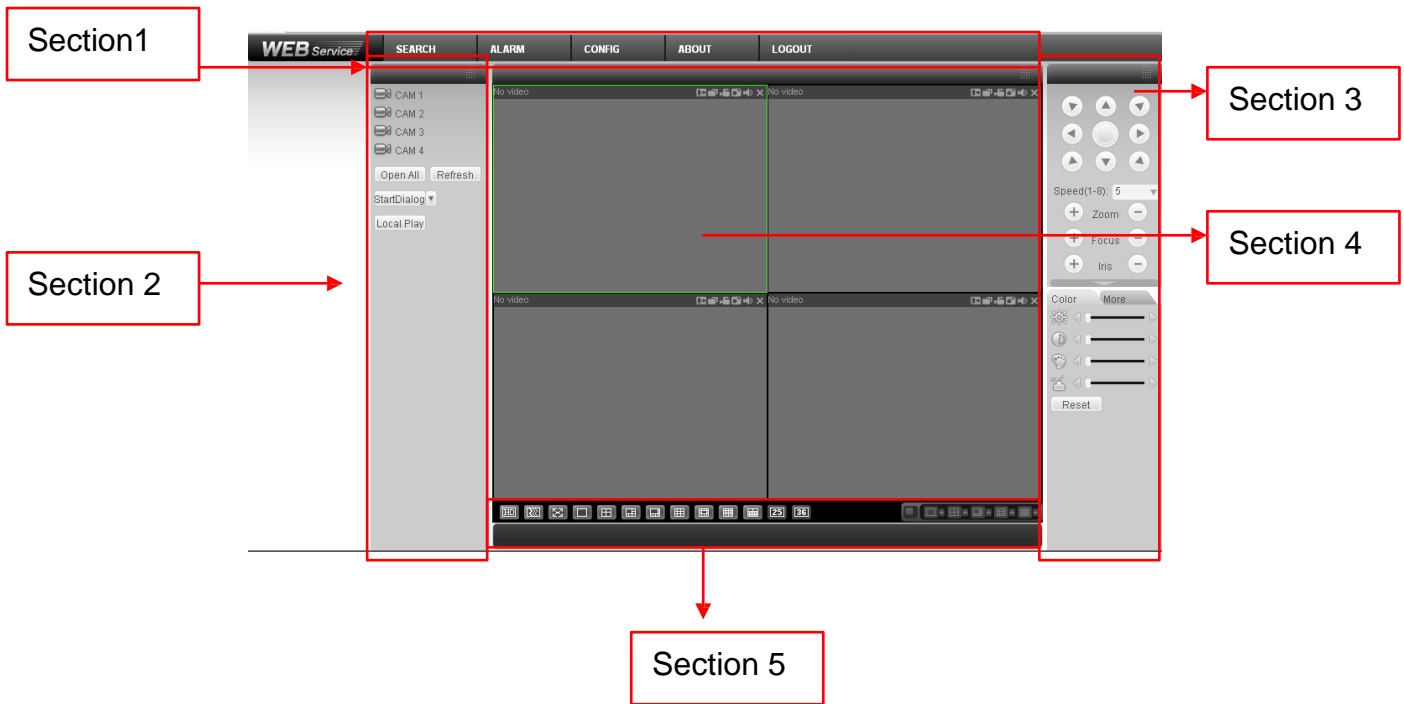 Section1
WEB Service
SEARCH ALARM CONFIG ABOUT LOGOUT
CAM 1
CAM 2
CAM 3
CAM 4
Open All Refresh
StartDialog
Local Play
Section 2
No video
No video
No video
No video
HD
25 36
Section 3
Speed(1-8): 5
Zoom
Focus
Iris
Section 4
Color More
Reset
Section 5